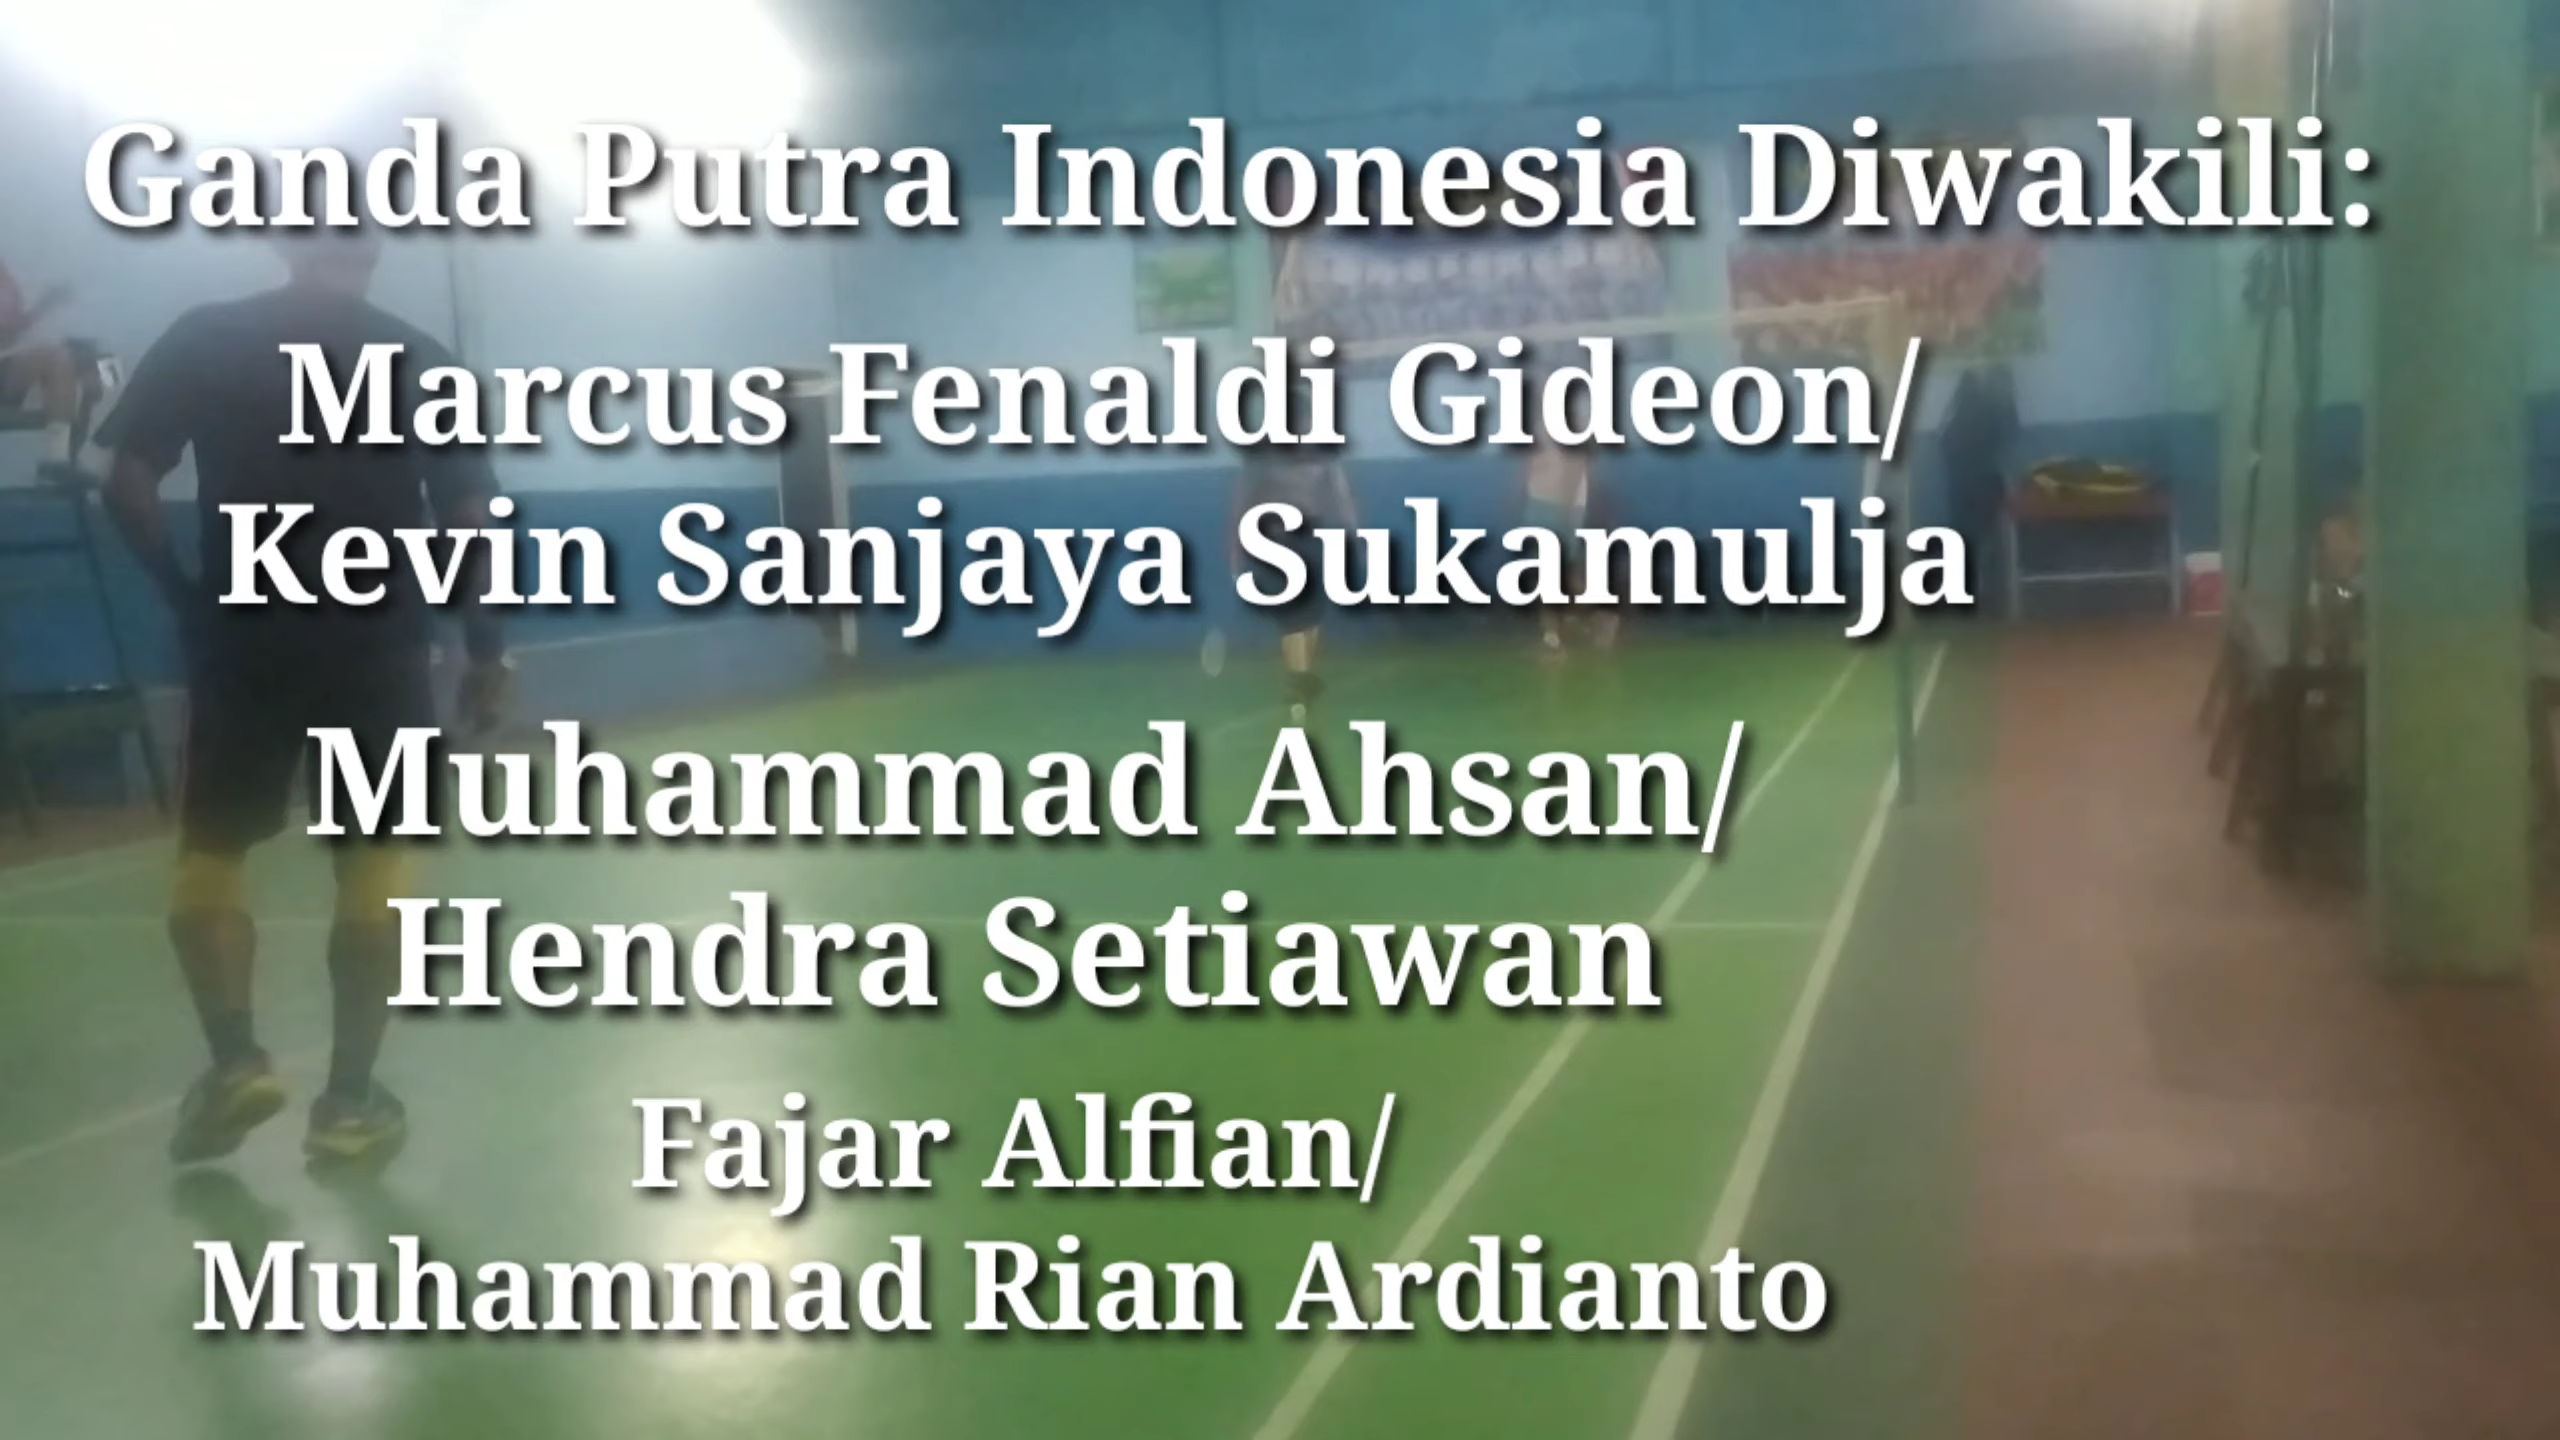 Ganda Putra Indonesia Diwakili:
Marcus Fenaldi Gideon/
Kevin Sanjaya Sukamulja
Muhammad Ahsan/
Hendra Setiawan
Fajar Alfian/
Muhammad Rian Ardianto